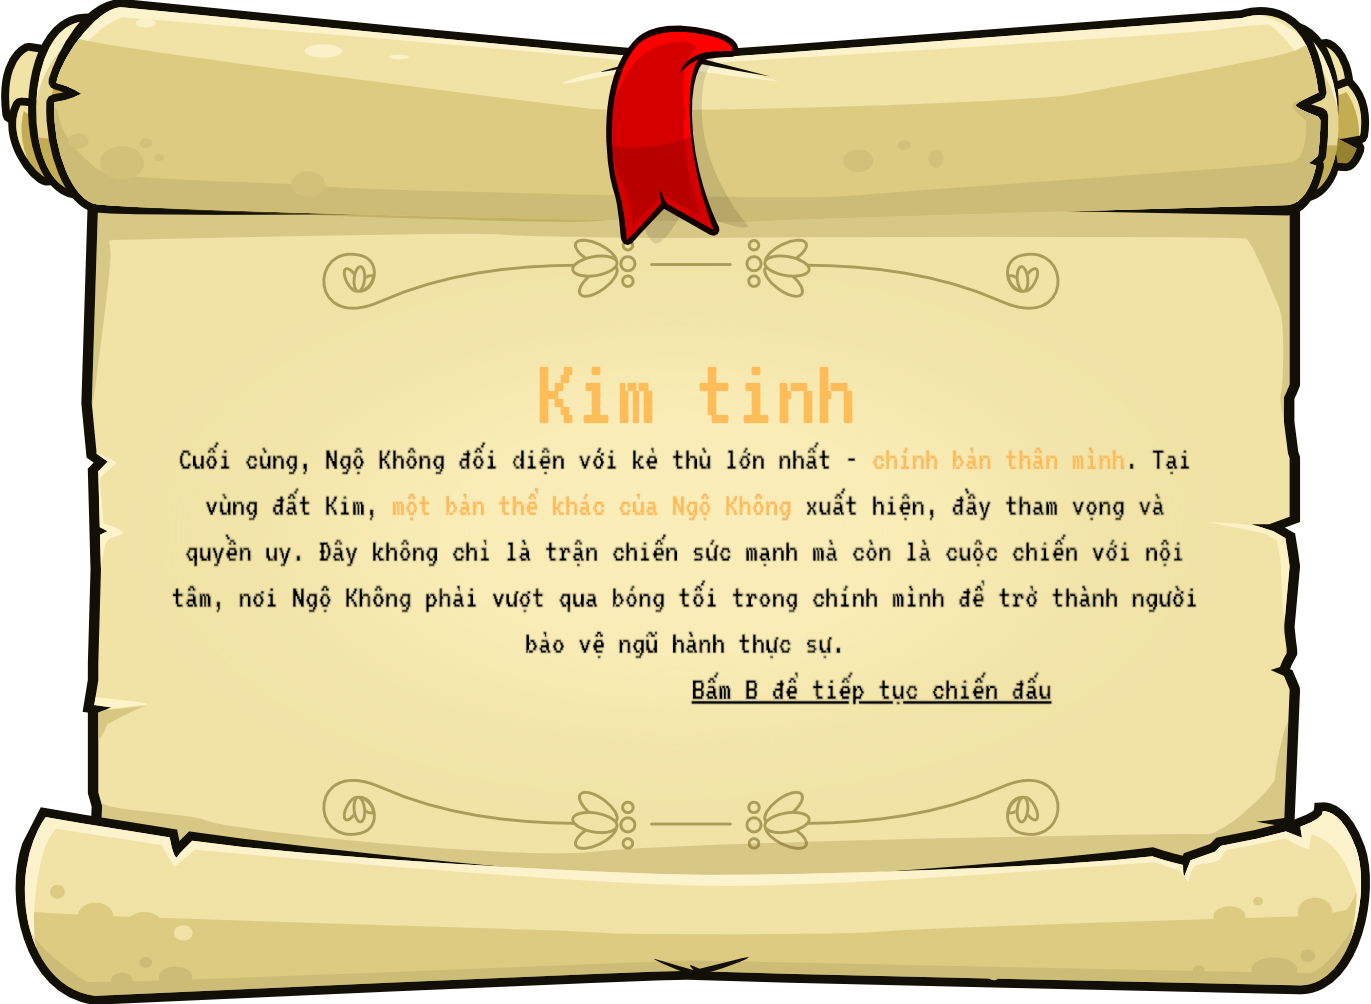 Kim tinh
Cuối cùng, Ngộ Không đối diện với kẻ thù lớn nhất - chính bản thân mình. Tại
vùng đất Kim, một bản thể khác của Ngộ Không xuất hiện, đầy tham vọng và
quyền uy. Đây không chỉ là trận chiến sức mạnh mà còn là cuộc chiến với nội
tâm, nơi Ngộ Không phải vượt qua bóng tối trong chính mình để trở thành người
bảo vệ ngũ hành thực sự.
Bấm B để tiếp tục chiến đấu